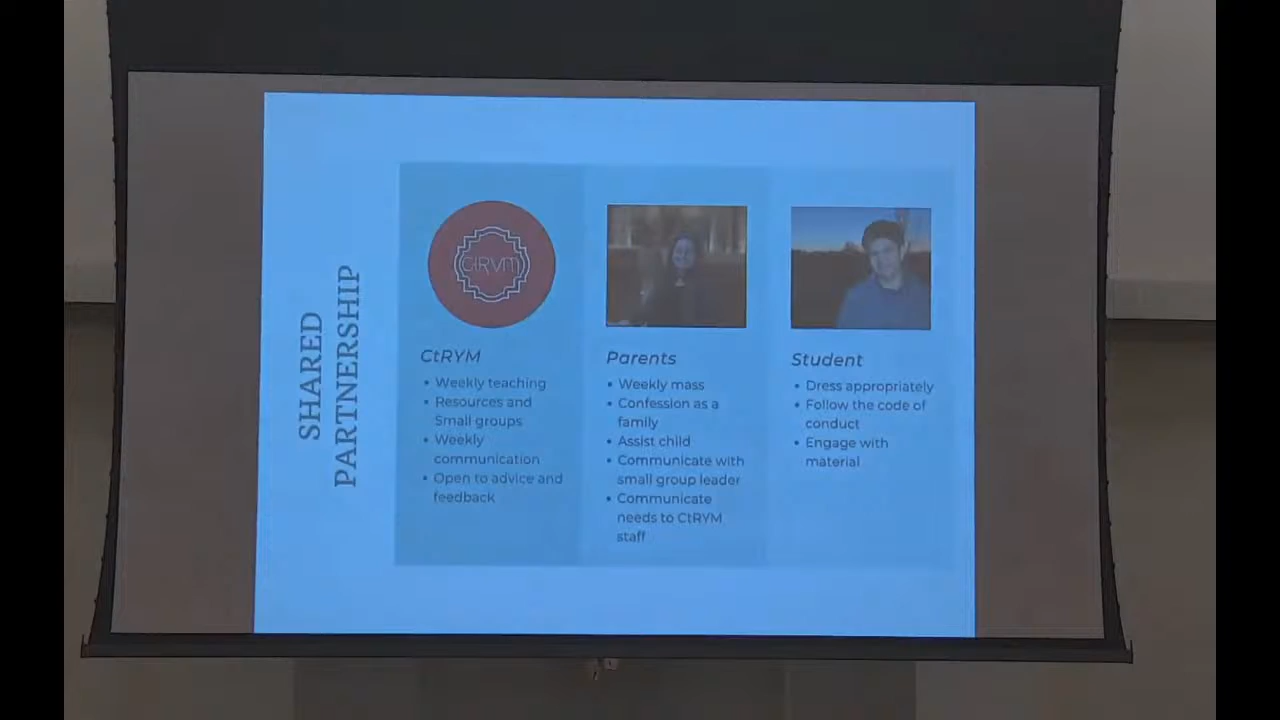 SHARED
PARTNERSHIP
CtRYM
CtRYM
• Weekly teaching
• Resources and
Small groups
• Weekly
communication
• Open to advice and
feedback
Parents
• Weekly mass
• Confession as a
family
• Assist child
• Communicate with
small group leader
• Communicate
needs to CtRYM
staff
Student
• Dress appropriately
• Follow the code of
conduct
• Engage with
material